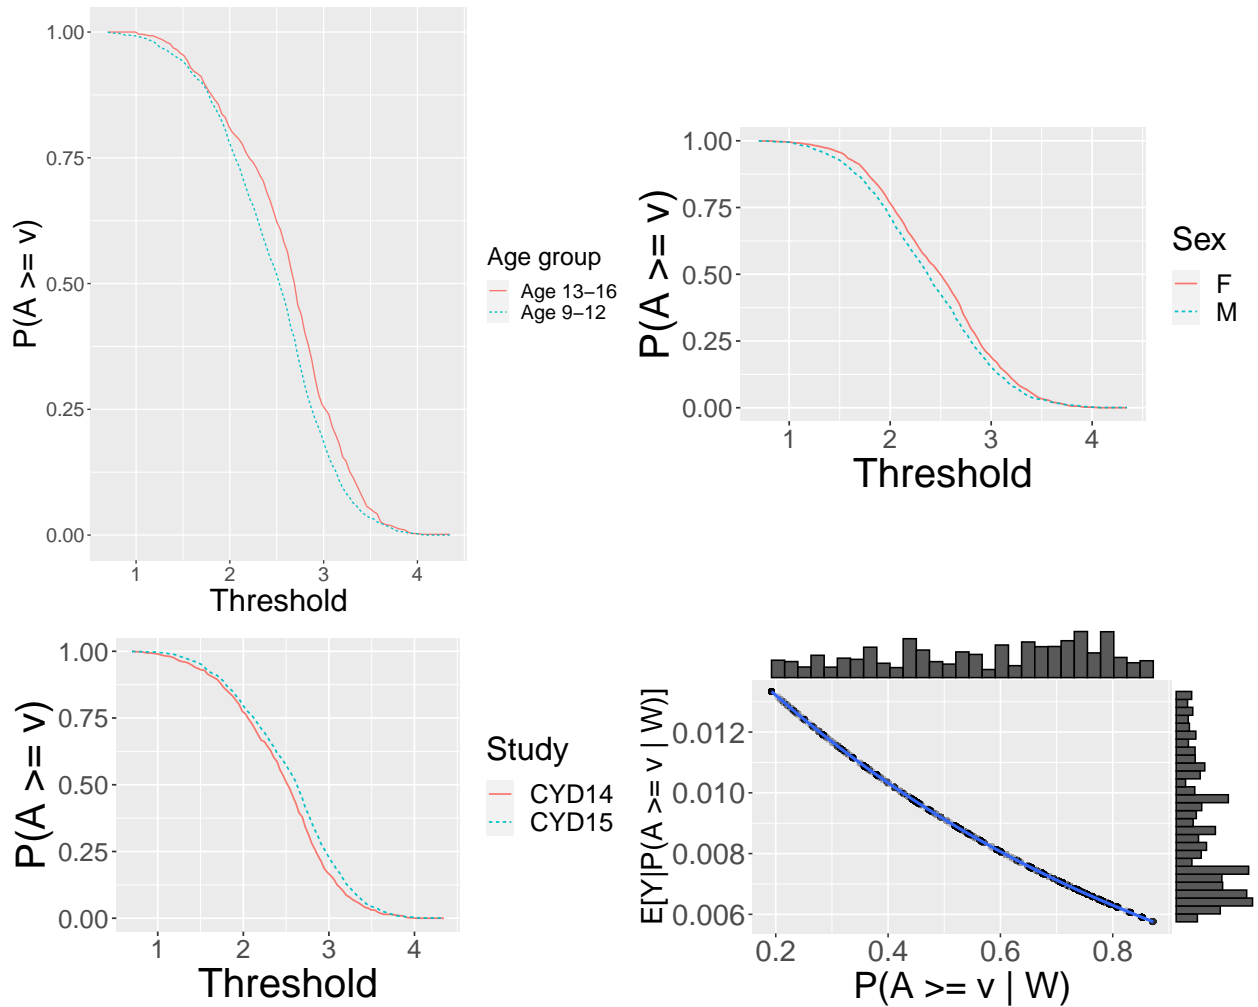 1.00
0.75
0.50
0.25
0.00
P(A >= v)
1
2
3
4
Threshold
Age group
Age 13−16
Age 9−12
1.00
0.75
0.50
0.25
0.00
P(A >= v)
1
2
3
4
Threshold
Sex
F
M
1.00
0.75
0.50
0.25
0.00
P(A >= v)
1
2
3
4
Threshold
Study
CYD14
CYD15
E[Y|P(A >= v | W)]
0.012
0.010
0.008
0.006
0.2
0.4
0.6
0.8
P(A >= v | W)